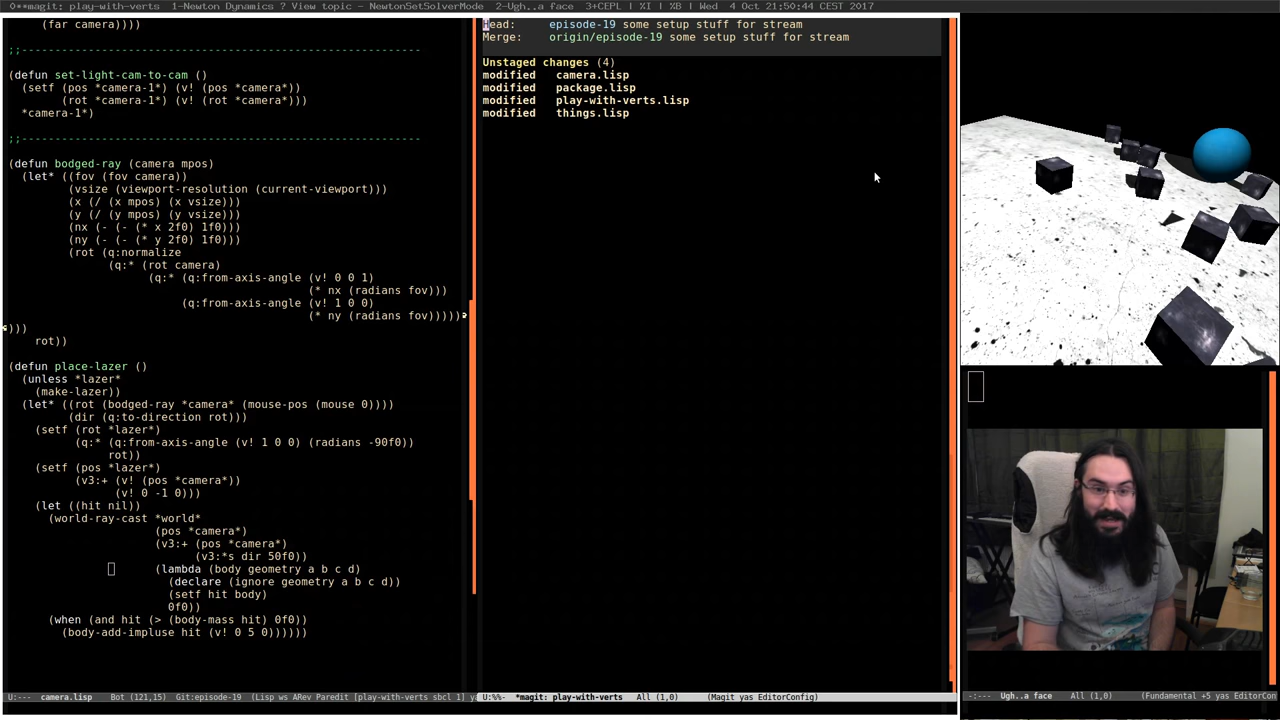 0**magit: play-with-verts  1-Newton Dynamics ? View topic - NewtonSetSolverMode  2-Ugh..a face  3+CEPL | XI | %B | Wed  4 Oct 21:50:44 CEST 2017
(far camera))))
;;------------------------------------------------------------
(defun set-light-cam-to-cam ()
(setf (pos *camera-1*) (v! (pos *camera*))
(rot *camera-1*) (v! (rot *camera*)))
*camera-1*)
;;------------------------------------------------------------
(defun bodged-ray (camera mpos)
(let* ((fov (fov camera))
(vsize (viewport-resolution (current-viewport)))
(x (/ (x mpos) (x vsize)))
(y (/ (y mpos) (y vsize)))
(nx (- (- (* x 2f0) 1f0)))
(ny (- (- (* y 2f0) 1f0)))
(rot (q:normalize
(q:* (rot camera)
(q:* (q:from-axis-angle (v! 0 0 1)
(* nx (radians fov)))
(q:from-axis-angle (v! 1 0 0)
(* ny (radians fov)))))
)))
rot))
(defun place-lazer ()
(unless *lazer*
(make-lazer))
(let* ((rot (bodged-ray *camera* (mouse-pos (mouse 0))))
(dir (q:to-direction rot)))
(setf (rot *lazer*)
(q:* (q:from-axis-angle (v! 1 0 0) (radians -90f0))
rot))
(setf (pos *lazer*)
(v3:+ (v! (pos *camera*))
(v! 0 -1 0)))
(let ((hit nil))
(world-ray-cast *world*
(pos *camera*)
(v3:+ (pos *camera*)
(v3:*s dir 50f0))
(lambda (body geometry a b c d)
(declare (ignore geometry a b c d))
(setf hit body)
0f0))
(when (and hit (> (body-mass hit) 0f0))
(body-add-impluse hit (v! 0 5 0))))))
U:---  camera.lisp   Bot (121,15)  Git:episode-19  (Lisp ws ARev Paredit [play-with-verts sbcl 1] ya
Head:     episode-19 some setup stuff for stream
Merge:    origin/episode-19 some setup stuff for stream
Unstaged changes (4)
modified   camera.lisp
modified   package.lisp
modified   play-with-verts.lisp
modified   things.lisp
U:%%-  *magit: play-with-verts   All (1,0)     (Magit yas EditorConfig)
-:---  Ugh..a face   All (1,0)     (Fundamental +5 yas EditorCon